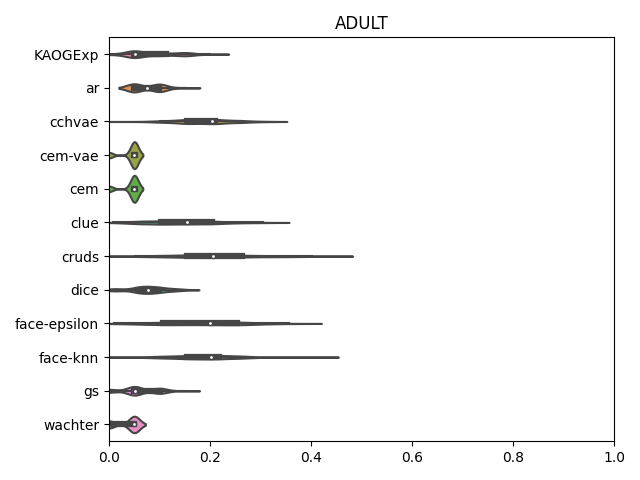 ADULT
KAOGExp
ar
cchvae
cem-vae
cem
clue
cruds
dice
face-epsilon
face-knn
gs
wachter
0.0 0.2 0.4 0.6 0.8 1.0